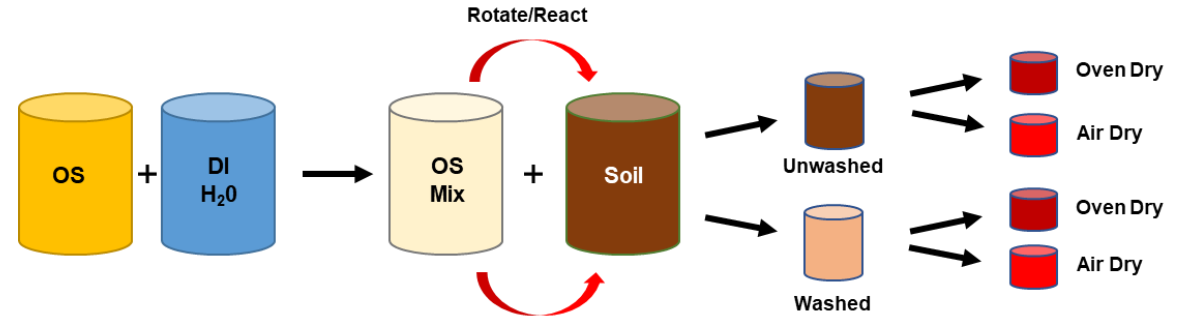 Rotate/React
OS
+
DI
H₂0
OS
Mix
+
Soil
Unwashed
Washed
Oven Dry
Air Dry
Oven Dry
Air Dry